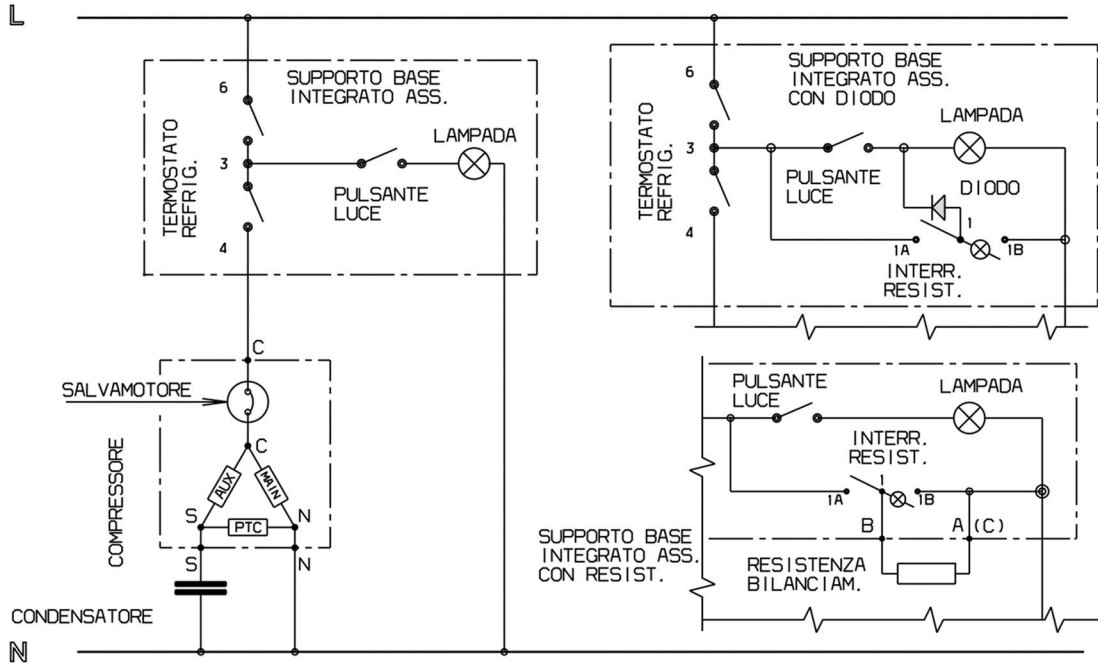 L
6
SUPPORTO BASE
INTEGRATO ASS.
TERMOSTATO
REFRIG.
3
LAMPADA
PULSANTE
LUCE
4
C
SALVAMOTORE
COMPRESSORE
C
AUX
MAIN
S
PTC
N
S
N
CONDENSATORE
N
6
SUPPORTO BASE
INTEGRATO ASS.
CON DIODO
TERMOSTATO
REFRIG.
3
LAMPADA
PULSANTE
LUCE
DIODO
1
4
1A
1B
INTERR.
RESIST.
PULSANTE
LUCE
LAMPADA
INTERR.
RESIST.
1
1A
1B
B
A (C)
SUPPORTO BASE
INTEGRATO ASS.
CON RESIST.
RESISTENZA
BILANCIAM.